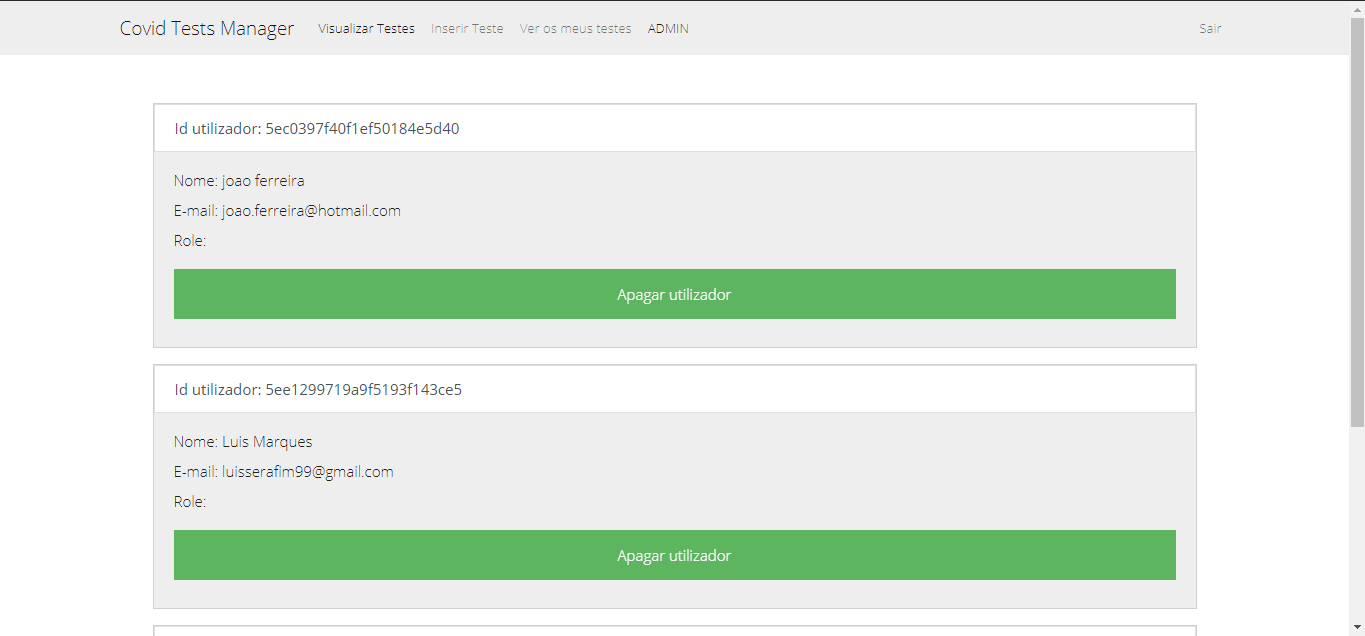 Covid Tests Manager Visualizar Testes Inserir Teste Ver os meus testes ADMIN Sair
Id utilizador: 5ec0397f40f1ef50184e5d40
Nome: joao ferreira
E-mail: joao.ferreira@hotmail.com
Role:
Apagar utilizador
Id utilizador: 5ee1299719a9f5193f143ce5
Nome: Luis Marques
E-mail: luisserafim99@gmail.com
Role:
Apagar utilizador